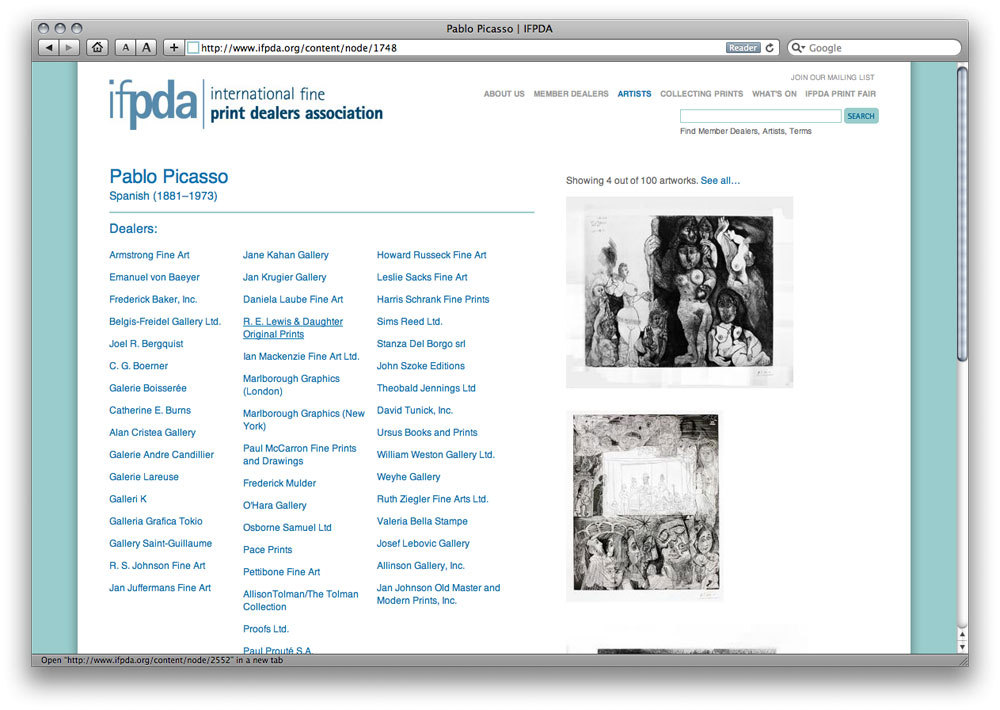 Pablo Picasso | IFPDA
A A + http://www.ifpda.org/content/node/1748 Reader Google
JOIN OUR MAILING LIST
ifpda international fine
print dealers association
ABOUT US MEMBER DEALERS ARTISTS COLLECTING PRINTS WHAT'S ON IFPDA PRINT FAIR
SEARCH
Find Member Dealers, Artists, Terms
Pablo Picasso
Spanish (1881–1973)
Dealers:
Armstrong Fine Art
Emanuel von Baeyer
Frederick Baker, Inc.
Belgis-Freidel Gallery Ltd.
Joel R. Bergquist
C. G. Boerner
Galerie Boisserée
Catherine E. Burns
Alan Cristea Gallery
Galerie Andre Candillier
Galerie Lareuse
Galleri K
Galleria Grafica Tokio
Gallery Saint-Guillaume
R. S. Johnson Fine Art
Jan Juffermans Fine Art
Jane Kahan Gallery
Jan Krugier Gallery
Daniela Laube Fine Art
R. E. Lewis & Daughter
Original Prints
Ian Mackenzie Fine Art Ltd.
Marlborough Graphics
(London)
Marlborough Graphics (New
York)
Paul McCarron Fine Prints
and Drawings
Frederick Mulder
O'Hara Gallery
Osborne Samuel Ltd
Pace Prints
Pettibone Fine Art
AllisonTolman/The Tolman
Collection
Proofs Ltd.
Paul Prouté S.A.
Howard Russeck Fine Art
Leslie Sacks Fine Art
Harris Schrank Fine Prints
Sims Reed Ltd.
Stanza Del Borgo srl
John Szoke Editions
Theobald Jennings Ltd
David Tunick, Inc.
Ursus Books and Prints
William Weston Gallery Ltd.
Weyhe Gallery
Ruth Ziegler Fine Arts Ltd.
Valeria Bella Stampe
Josef Lebovic Gallery
Allinson Gallery, Inc.
Jan Johnson Old Master and
Modern Prints, Inc.
Showing 4 out of 100 artworks. See all...
Open "http://www.ifpda.org/content/node/2552" in a new tab